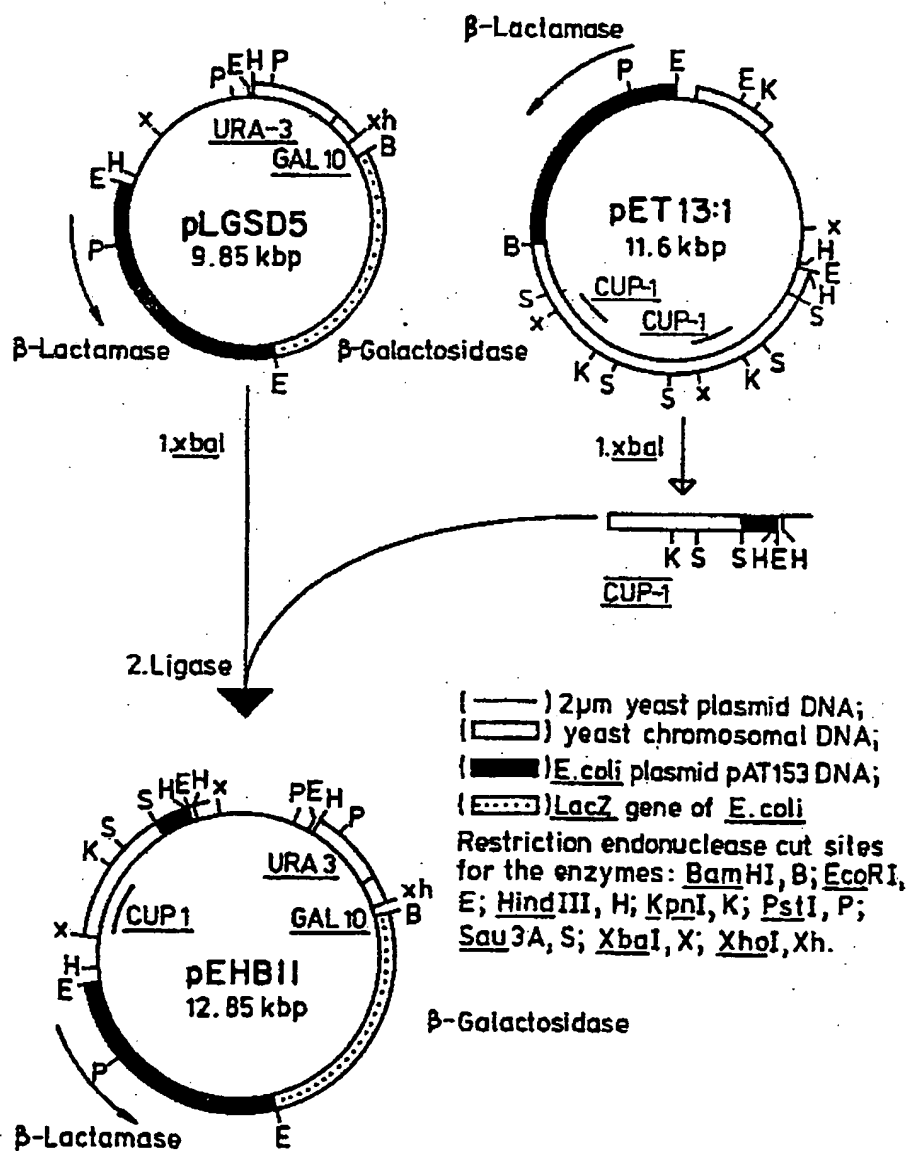 β-Lactamase
P E H P
x
xh
B
URA-3
GAL 10
H
E
P
pLGSD5
9.85 kbp
β-Lactamase
β-Galactosidase
E
P E
E K
pET13:1
11.6 kbp
B
x
H
E
H
S
CUP-1
CUP-1
S
x
K
S
S
x
K
S
1.xbaI
1.xbaI
K S S H E H
CUP-1
2.Ligase
(——) 2μm yeast plasmid DNA;
( ) yeast chromosomal DNA;
( ) E.coli plasmid pAT153 DNA;
( ) LacZ gene of E.coli
Restriction endonuclease cut sites
for the enzymes: BamHI, B; EcoRI,
E; HindIII, H; KpnI, K; PstI, P;
Sau3A, S; XbaI, X; XhoI, Xh.
S H E H x
P E H P
K S
URA 3
xh
B
CUP 1
GAL 10
x
H
E
pEHB11
12.85 kbp
β-Galactosidase
P
β-Lactamase
E